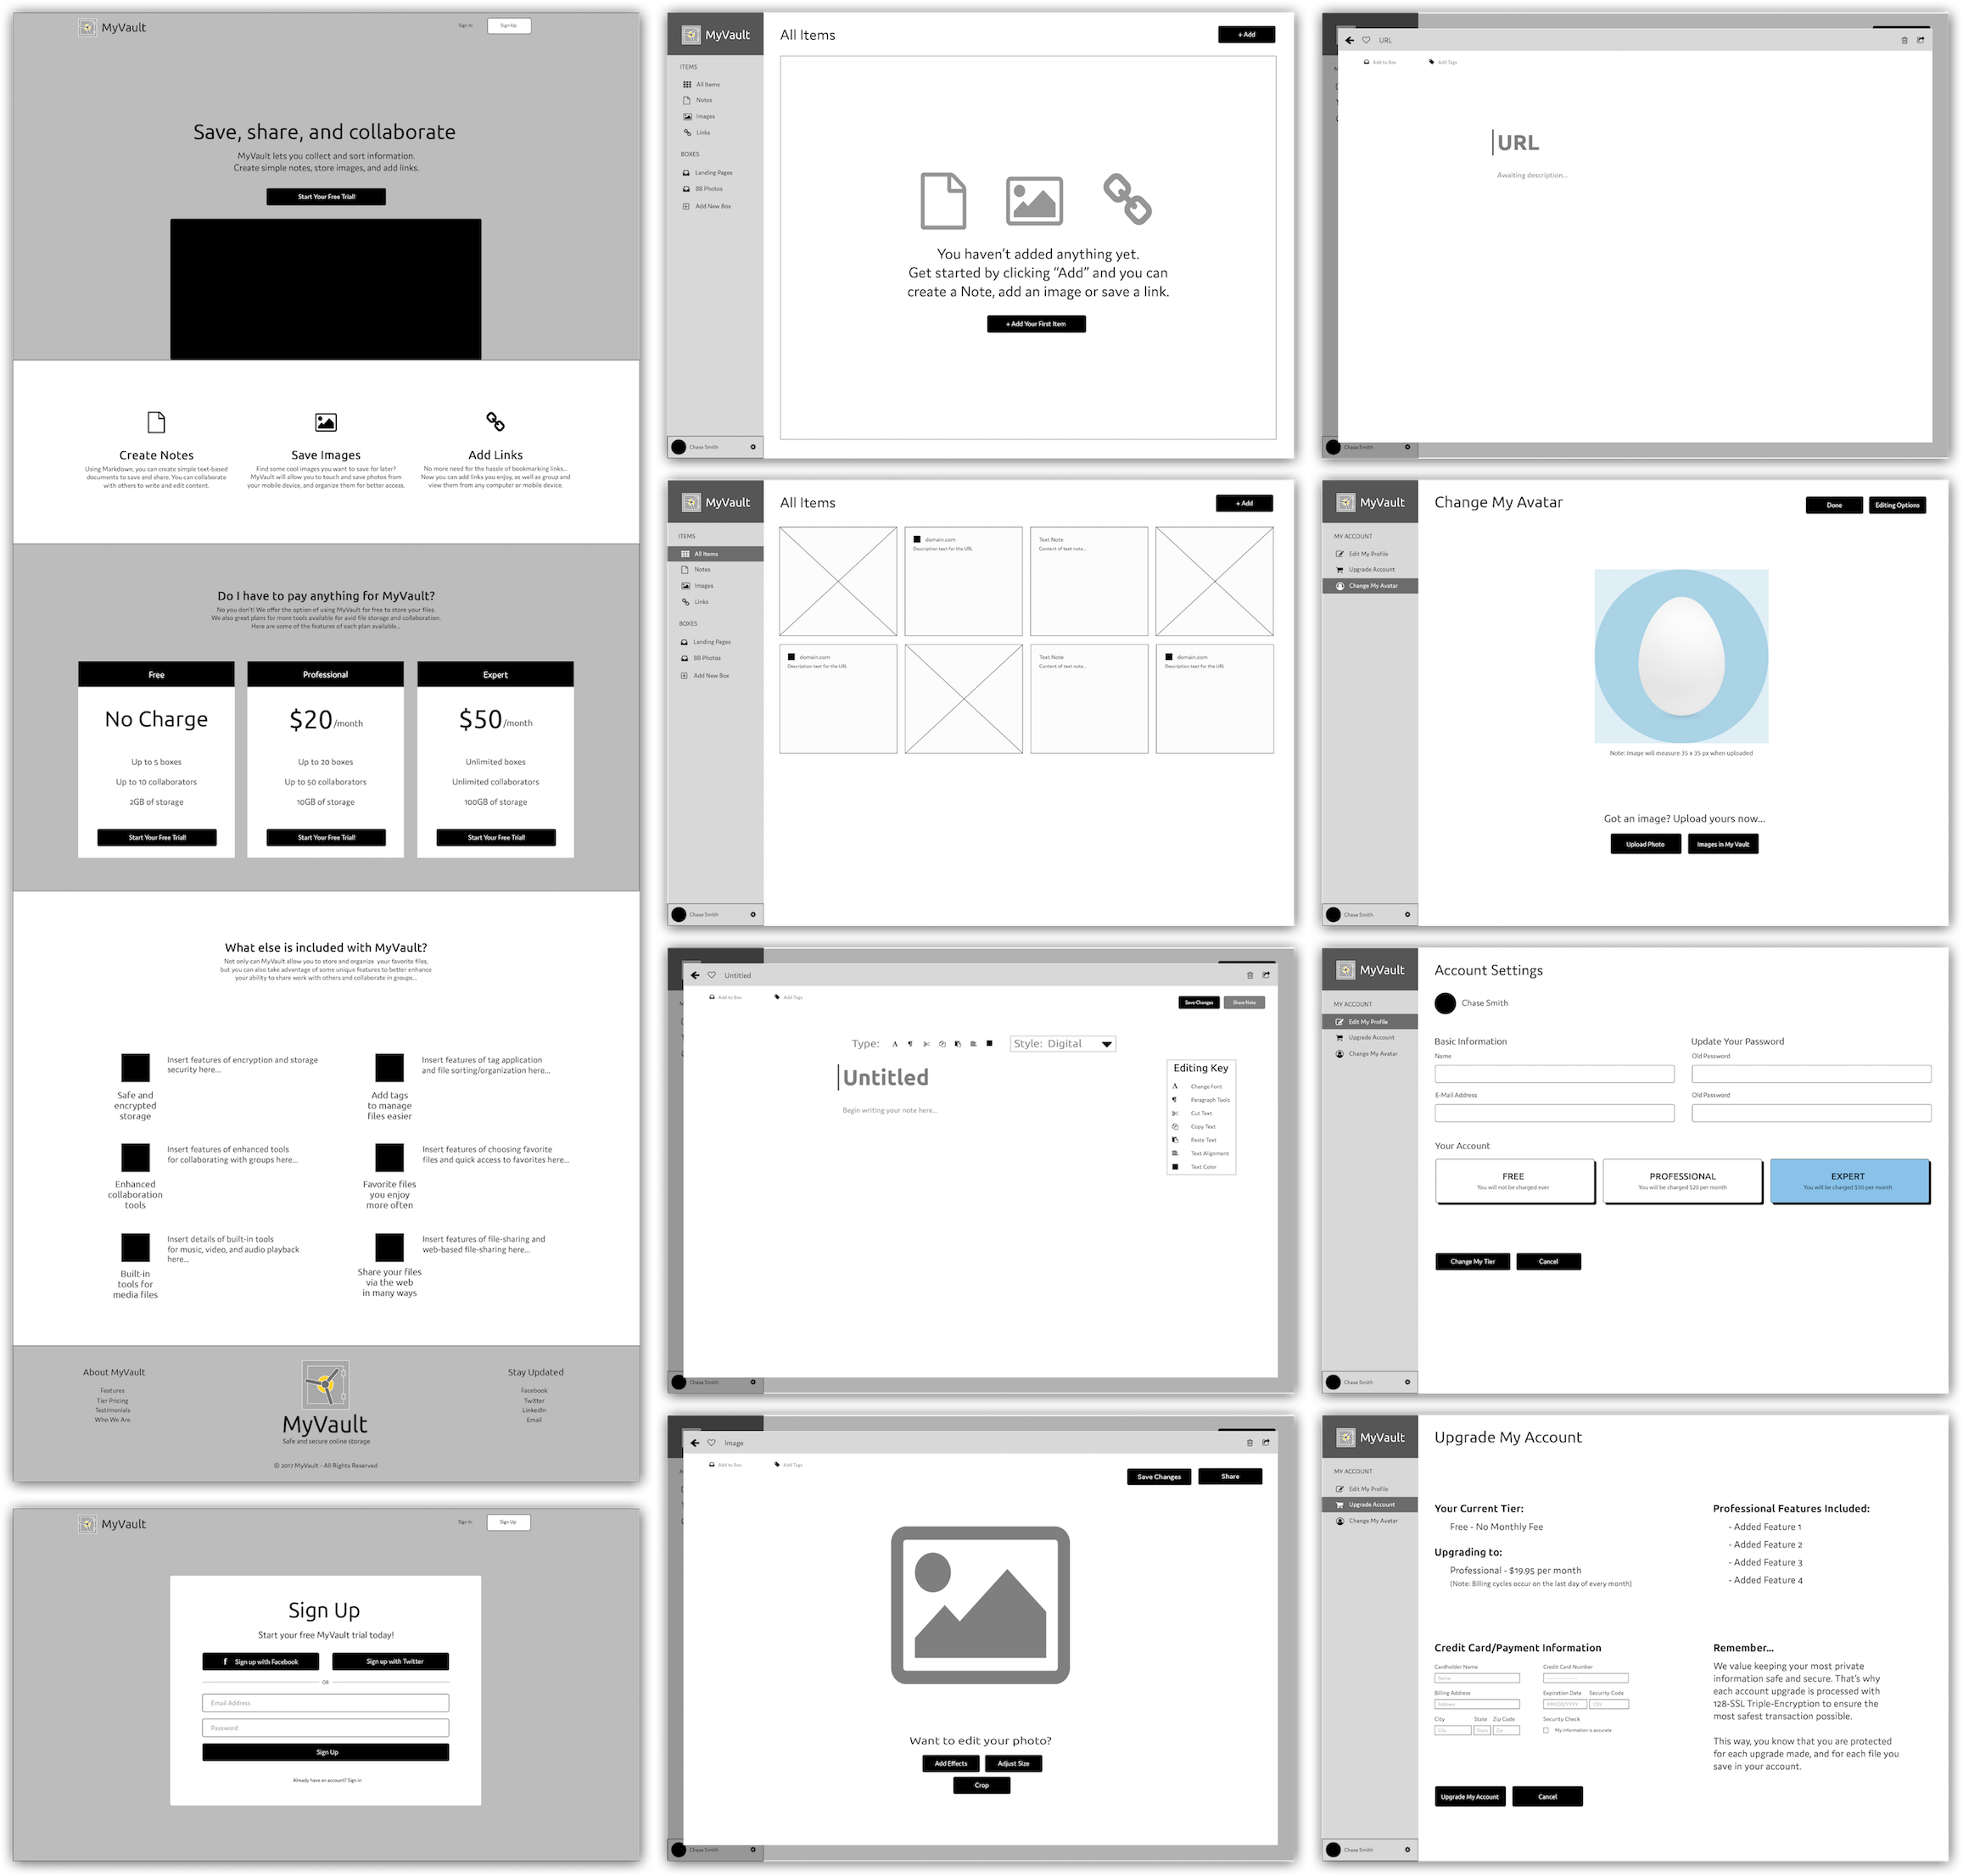 MyVault
Sign In
Sign Up
Save, share, and collaborate
MyVault lets you collect and sort information.
Create simple notes, store images, and add links.
Start Your Free Trial!
Create Notes
Using Markdown, you can create simple text-based
documents to save and share. You can collaborate
with others to write and edit content.
Save Images
Find some cool images you want to save for later?
MyVault will allow you to touch and save photos from
your mobile device, and organize them for better access.
Add Links
No more need for the hassle of bookmarking links...
Now you can add links you enjoy, as well as group and
view them from any computer or mobile device.
Do I have to pay anything for MyVault?
No you don't! We offer the option of using MyVault for free to store your files.
We also great plans for more tools available for avid file storage and collaboration.
Here are some of the features of each plan available...
Free
No Charge
Up to 5 boxes
Up to 10 collaborators
2GB of storage
Start Your Free Trial!
Professional
$20/month
Up to 20 boxes
Up to 50 collaborators
10GB of storage
Start Your Free Trial!
Expert
$50/month
Unlimited boxes
Unlimited collaborators
100GB of storage
Start Your Free Trial!
What else is included with MyVault?
Not only can MyVault allow you to store and organize your favorite files,
but you can also take advantage of some unique features to better enhance
your ability to share work with others and collaborate in groups...
Safe and
encrypted
storage
Insert features of encryption and storage
security here...
Add tags
to manage
files easier
Insert features of tag application
and file sorting/organization here...
Enhanced
collaboration
tools
Insert features of enhanced tools
for collaborating with groups here...
Favorite files
you enjoy
more often
Insert features of choosing favorite
files and quick access to favorites here...
Built-in
tools for
media files
Insert details of built-in tools
for music, video, and audio playback
here...
Share your files
via the web
in many ways
Insert features of file-sharing and
web-based file-sharing here...
About MyVault
Features
Tier Pricing
Testimonials
Who We Are
MyVault
Safe and secure online storage
© 2017 MyVault - All Rights Reserved
Stay Updated
Facebook
Twitter
LinkedIn
Email
MyVault
Sign In
Sign Up
Sign Up
Start your free MyVault trial today!
f Sign up with Facebook
Sign up with Twitter
OR
Email Address
Password
Sign Up
Already have an account? Sign in
MyVault
ITEMS
All Items
Notes
Images
Links
BOXES
Landing Pages
BB Photos
Add New Box
Chase Smith
All Items
+ Add
You haven't added anything yet.
Get started by clicking "Add" and you can
create a Note, add an image or save a link.
+ Add Your First Item
MyVault
ITEMS
All Items
Notes
Images
Links
BOXES
Landing Pages
BB Photos
Add New Box
Chase Smith
All Items
+ Add
domain.com
Description text for the URL
Text Note
Content of text note...
domain.com
Description text for the URL
Text Note
Content of text note...
domain.com
Description text for the URL
M
Untitled
Add to Box
Add Tags
Save Changes
Share Note
Type:
Style: Digital
Untitled
Begin writing your note here...
Editing Key
A Change Font
¶ Paragraph Tools
Cut Text
Copy Text
Paste Text
Text Alignment
Text Color
Chase Smith
M
Image
Add to Box
Add Tags
Save Changes
Share
Want to edit your photo?
Add Effects
Adjust Size
Crop
Chase Smith
M
URL
Add to Box
Add Tags
URL
Awaiting description...
Chase Smith
MyVault
MY ACCOUNT
Edit My Profile
Upgrade Account
Change My Avatar
Chase Smith
Change My Avatar
Done
Editing Options
Note: Image will measure 35 x 35 px when uploaded
Got an image? Upload yours now...
Upload Photo
Images in My Vault
MyVault
MY ACCOUNT
Edit My Profile
Upgrade Account
Change My Avatar
Chase Smith
Account Settings
Chase Smith
Basic Information
Name
E-Mail Address
Update Your Password
Old Password
Old Password
Your Account
FREE
You will not be charged ever
PROFESSIONAL
You will be charged $20 per month
EXPERT
You will be charged $50 per month
Change My Tier
Cancel
MyVault
MY ACCOUNT
Edit My Profile
Upgrade Account
Change My Avatar
Chase Smith
Upgrade My Account
Your Current Tier:
Free - No Monthly Fee
Upgrading to:
Professional - $19.95 per month
(Note: Billing cycles occur on the last day of every month)
Professional Features Included:
- Added Feature 1
- Added Feature 2
- Added Feature 3
- Added Feature 4
Credit Card/Payment Information
Cardholder Name
Name
Credit Card Number
Billing Address
Address
Expiration Date
MM/DD/YYYY
Security Code
CSV
City
City
State
State
Zip Code
Zip
Security Check
My information is accurate
Upgrade My Account
Cancel
Remember...
We value keeping your most private
information safe and secure. That's why
each account upgrade is processed with
128-SSL Triple-Encryption to ensure the
most safest transaction possible.
This way, you know that you are protected
for each upgrade made, and for each file you
save in your account.